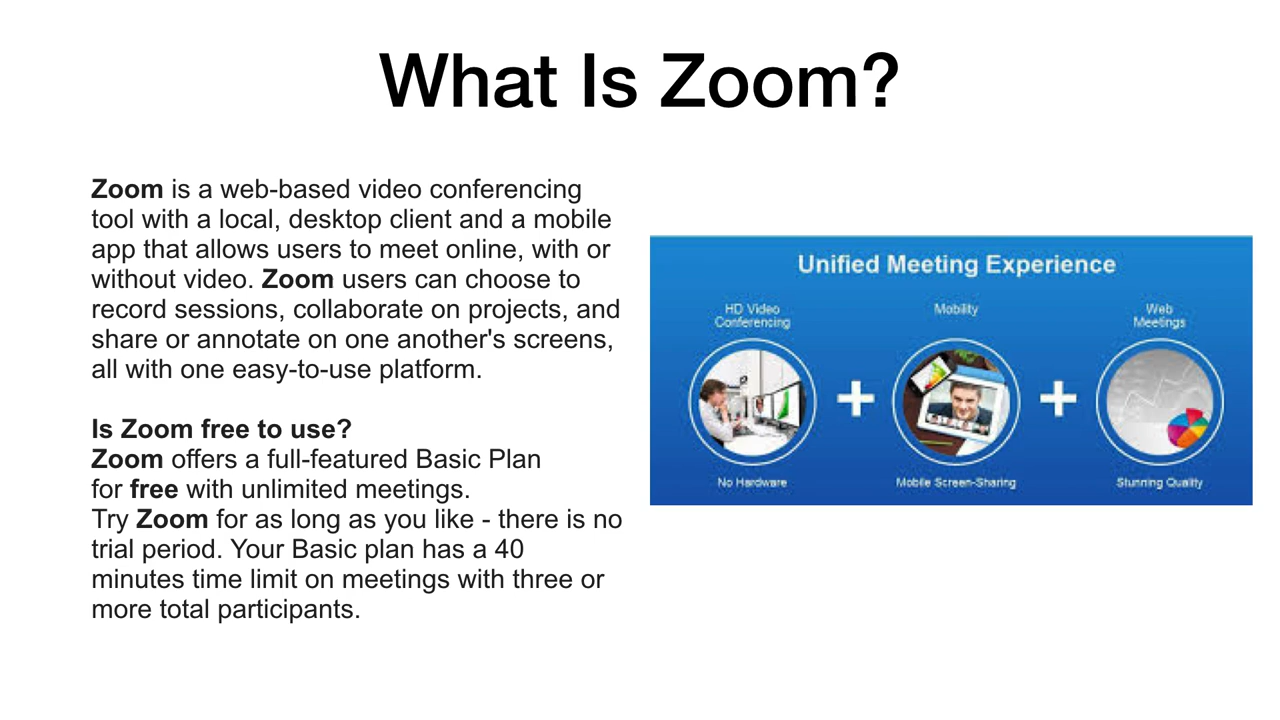 What Is Zoom?
Zoom is a web-based video conferencing
tool with a local, desktop client and a mobile
app that allows users to meet online, with or
without video. Zoom users can choose to
record sessions, collaborate on projects, and
share or annotate on one another's screens,
all with one easy-to-use platform.
Is Zoom free to use?
Zoom offers a full-featured Basic Plan
for free with unlimited meetings.
Try Zoom for as long as you like - there is no
trial period. Your Basic plan has a 40
minutes time limit on meetings with three or
more total participants.
Unified Meeting Experience
HD Video
Conferencing
Mobility
Web
Meetings
+
+
No Hardware
Mobile Screen-Sharing
Stunning Quality